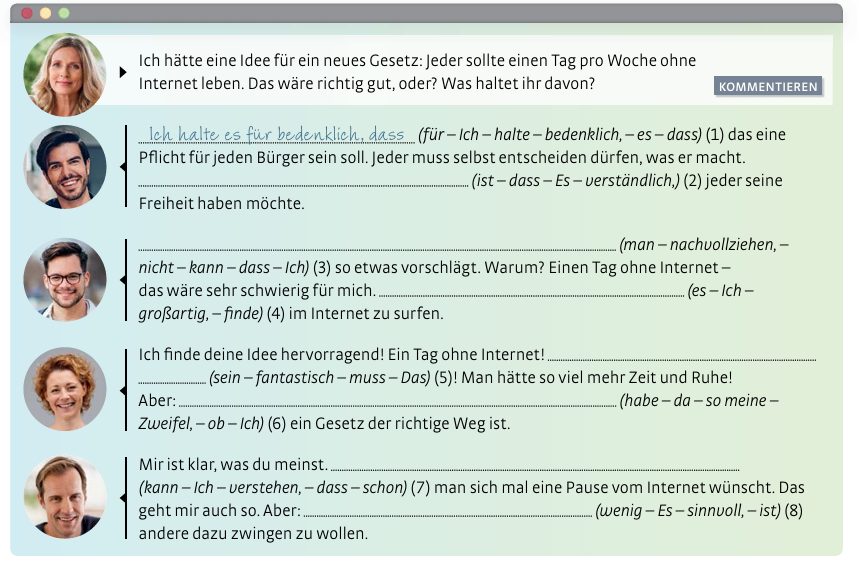 Ich hätte eine Idee für ein neues Gesetz: Jeder sollte einen Tag pro Woche ohne
Internet leben. Das wäre richtig gut, oder? Was haltet ihr davon?
KOMMENTIEREN
Ich halte es für bedenklich, dass (für – Ich – halte – bedenklich, – es – dass) (1) das eine
Pflicht für jeden Bürger sein soll. Jeder muss selbst entscheiden dürfen, was er macht.
(ist – dass – Es – verständlich,) (2) jeder seine
Freiheit haben möchte.
(man – nachvollziehen, –
nicht – kann – dass – Ich) (3) so etwas vorschlägt. Warum? Einen Tag ohne Internet –
das wäre sehr schwierig für mich. (es – Ich –
großartig, – finde) (4) im Internet zu surfen.
Ich finde deine Idee hervorragend! Ein Tag ohne Internet!
(sein – fantastisch – muss – Das) (5)! Man hätte so viel mehr Zeit und Ruhe!
Aber: (habe – da – so meine –
Zweifel, – ob – Ich) (6) ein Gesetz der richtige Weg ist.
Mir ist klar, was du meinst.
(kann – Ich – verstehen, – dass – schon) (7) man sich mal eine Pause vom Internet wünscht. Das
geht mir auch so. Aber: (wenig – Es – sinnvoll, – ist) (8)
andere dazu zwingen zu wollen.